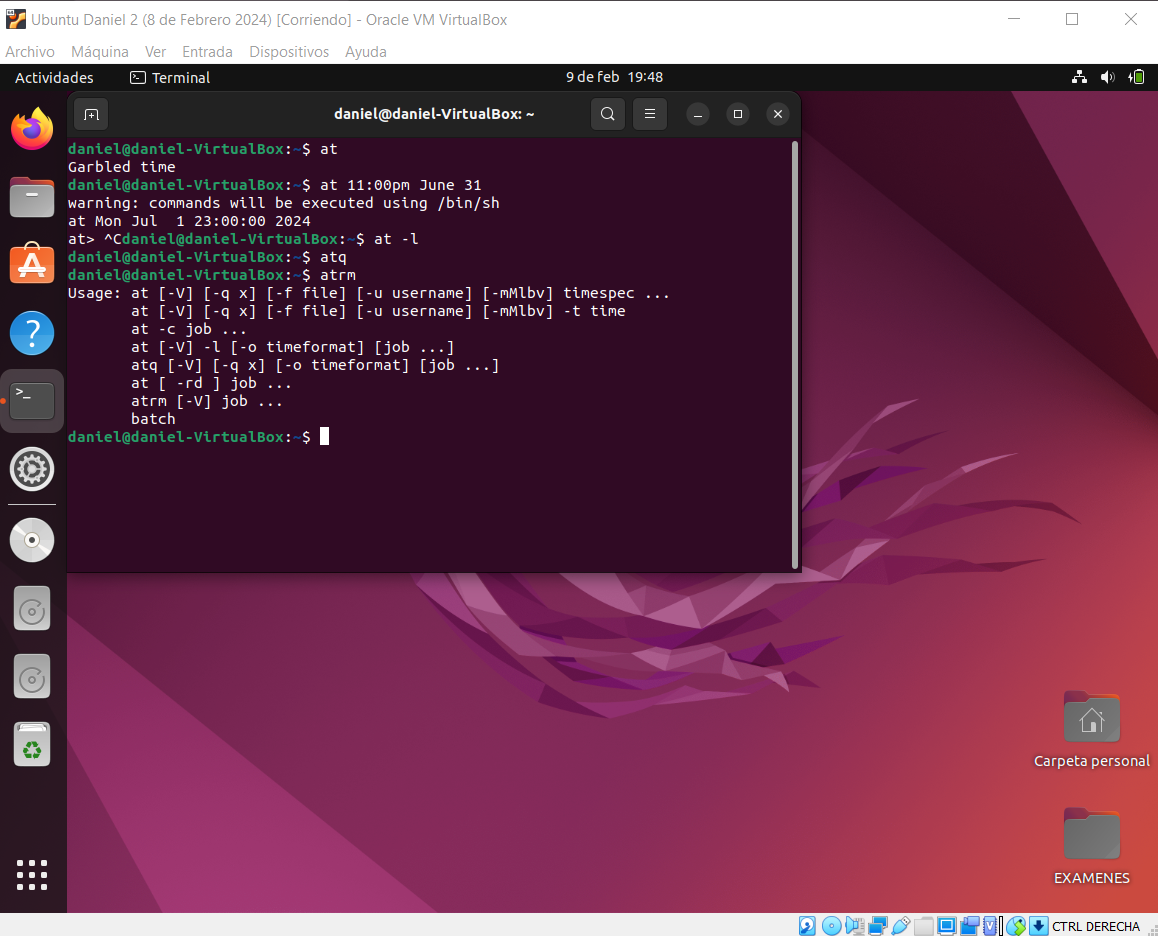 Ubuntu Daniel 2 (8 de Febrero 2024) [Corriendo] - Oracle VM VirtualBox
Archivo Máquina Ver Entrada Dispositivos Ayuda
Actividades Terminal 9 de feb 19:48
daniel@daniel-VirtualBox: ~
daniel@daniel-VirtualBox:~$ at
Garbled time
daniel@daniel-VirtualBox:~$ at 11:00pm June 31
warning: commands will be executed using /bin/sh
at Mon Jul  1 23:00:00 2024
at> ^Cdaniel@daniel-VirtualBox:~$ at -l
daniel@daniel-VirtualBox:~$ atq
daniel@daniel-VirtualBox:~$ atrm
Usage: at [-V] [-q x] [-f file] [-u username] [-mMlbv] timespec ...
       at [-V] [-q x] [-f file] [-u username] [-mMlbv] -t time
       at -c job ...
       at [-V] -l [-o timeformat] [job ...]
       atq [-V] [-q x] [-o timeformat] [job ...]
       at [ -rd ] job ...
       atrm [-V] job ...
       batch
daniel@daniel-VirtualBox:~$
Carpeta personal
EXAMENES
CTRL DERECHA